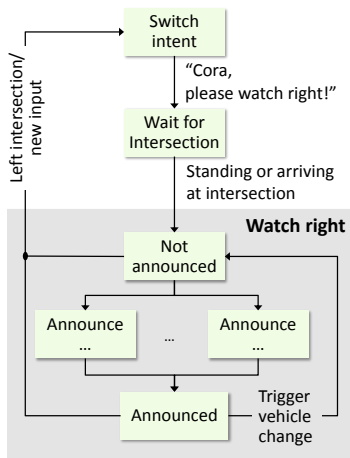 Switch
intent
Left intersection/
new input
“Cora,
please watch right!”
Wait for
Intersection
Standing or arriving
at intersection
Watch right
Not
announced
Announce
...
...
Announce
...
Announced
Trigger
vehicle
change